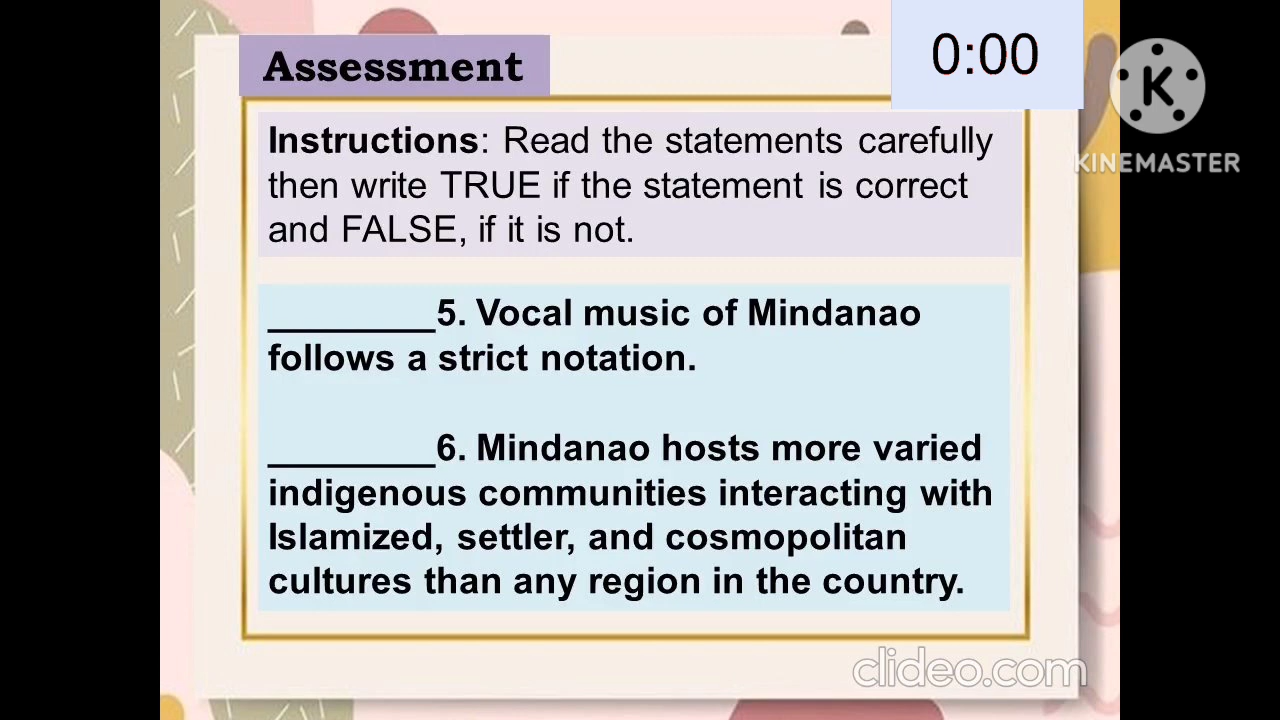 Assessment
0:00
K
KINEMASTER
Instructions: Read the statements carefully
then write TRUE if the statement is correct
and FALSE, if it is not.
________5. Vocal music of Mindanao
follows a strict notation.
________6. Mindanao hosts more varied
indigenous communities interacting with
Islamized, settler, and cosmopolitan
cultures than any region in the country.
clideo.com